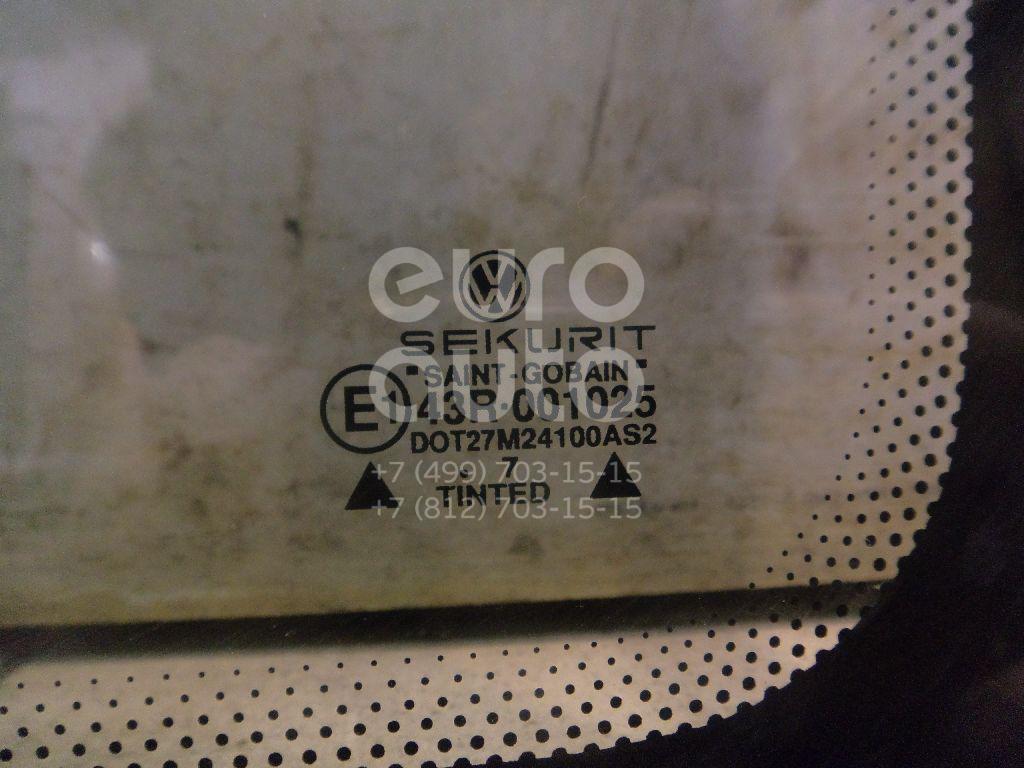 euro
auto
SEKURIT
"SAINT-GOBAIN"
E1 43R-001025
DOT27M24100AS2
. 7
TINTED
+7 (499) 703-15-15
+7 (812) 703-15-15